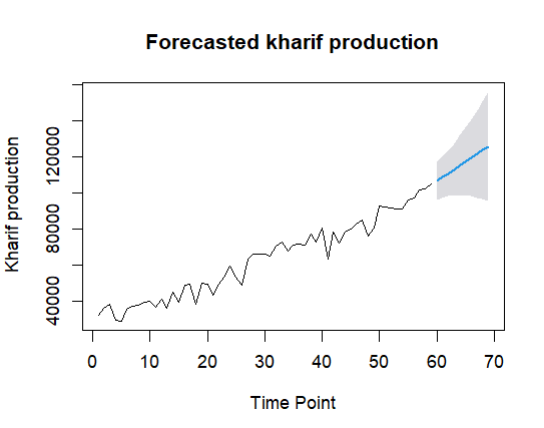 Forecasted kharif production
Kharif production
120000
80000
40000
0 10 20 30 40 50 60 70
Time Point